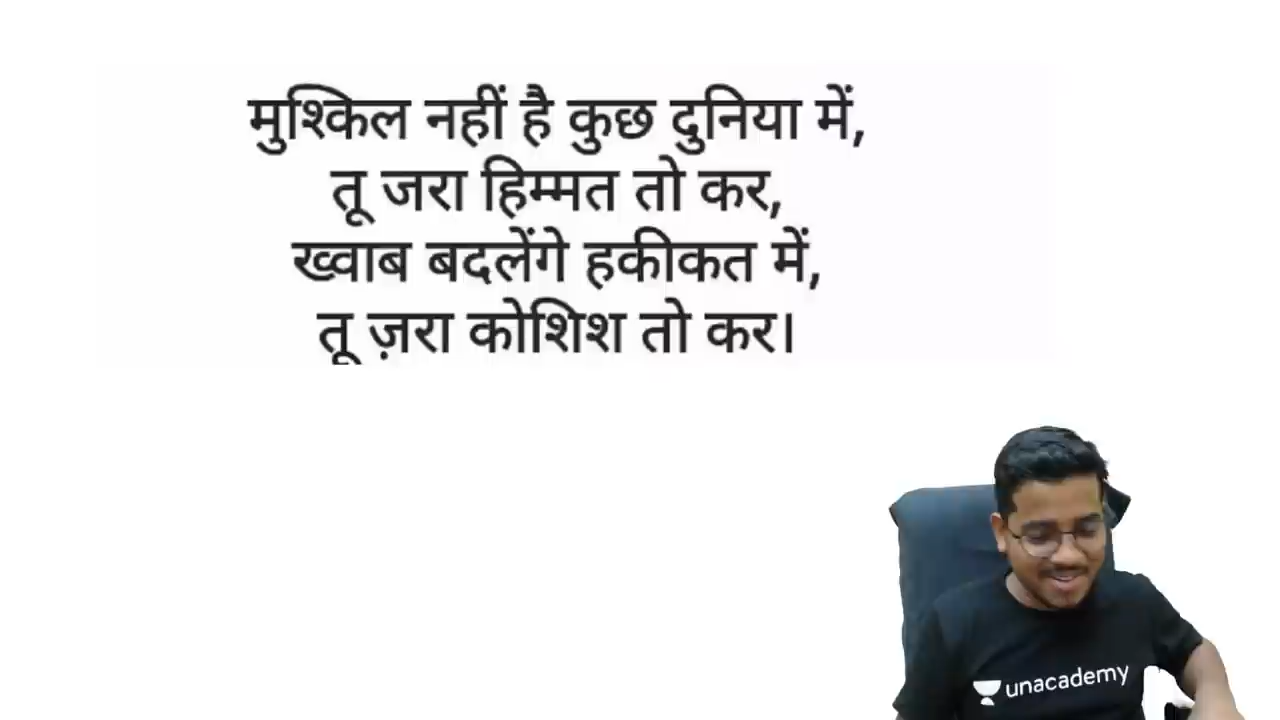 मुश्किल नहीं है कुछ दुनिया में,
तू जरा हिम्मत तो कर,
ख्वाब बदलेंगे हकीकत में,
तू ज़रा कोशिश तो कर।
unacademy